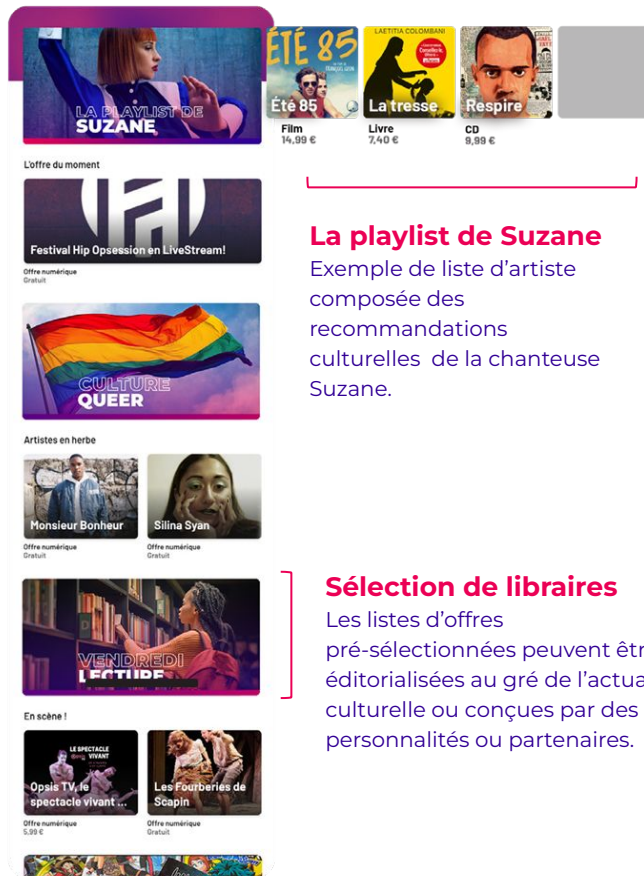 LA PLAYLIST DE
SUZANE
ÉTÉ 85
FRANÇOIS OZON
Été 85
Film
14,99 €
LAETITIA COLOMBANI
La tresse
Livre
7,40 €
Respire
CD
9,99 €
L'offre du moment
Festival Hip Opsession en LiveStream!
Offre numérique
Gratuit
La playlist de Suzane
Exemple de liste d’artiste
composée des
recommandations
culturelles de la chanteuse
Suzane.
CULTURE
QUEER
Artistes en herbe
Monsieur Bonheur
Offre numérique
Gratuit
Silina Syan
Offre numérique
Gratuit
VENDREDI
LECTURE
Sélection de libraires
Les listes d’offres
pré-sélectionnées peuvent êtr
éditorialisées au gré de l’actua
culturelle ou conçues par des
personnalités ou partenaires.
En scène !
LE SPECTACLE
VIVANT
Opsis TV, le
spectacle vivant ...
Offre numérique
5,99 €
Les Fourberies de
Scapin
Offre numérique
Gratuit